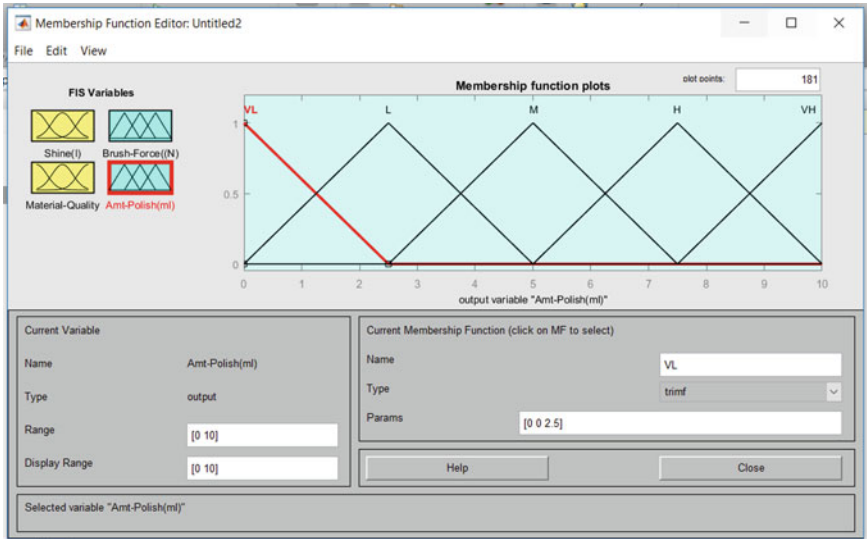 Membership Function Editor: Untitled2
File Edit View
FIS Variables
Shine(I) Brush-Force((N)
Material-Quality Amt-Polish(ml)
Membership function plots
plot points: 181
VL L M H VH
1
0.5
0
0 1 2 3 4 5 6 7 8 9 10
output variable "Amt-Polish(ml)"
Current Variable
Name Amt-Polish(ml)
Type output
Range [0 10]
Display Range [0 10]
Current Membership Function (click on MF to select)
Name VL
Type trimf
Params [0 0 2.5]
Help Close
Selected variable "Amt-Polish(ml)"